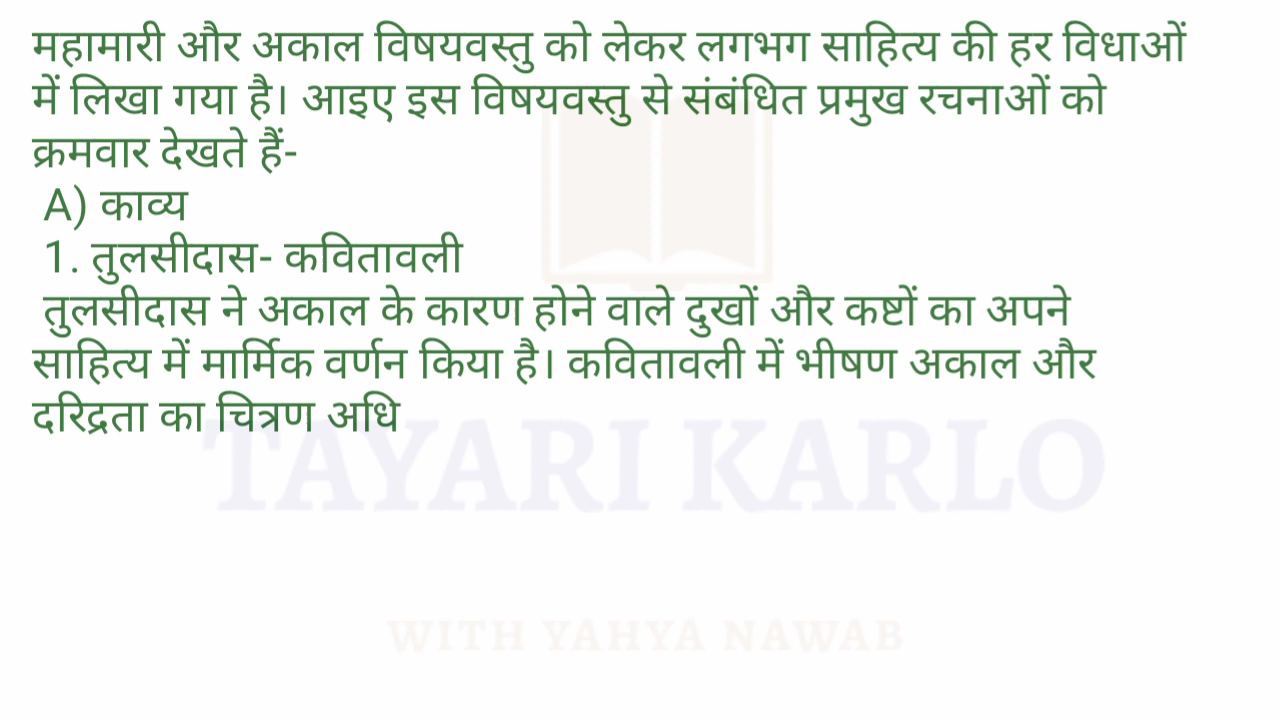 महामारी और अकाल विषयवस्तु को लेकर लगभग साहित्य की हर विधाओं
में लिखा गया है। आइए इस विषयवस्तु से संबंधित प्रमुख रचनाओं को
क्रमवार देखते हैं-
A) काव्य
1. तुलसीदास- कवितावली
तुलसीदास ने अकाल के कारण होने वाले दुखों और कष्टों का अपने
साहित्य में मार्मिक वर्णन किया है। कवितावली में भीषण अकाल और
दरिद्रता का चित्रण अधि
TAYARI KARLO
WITH YAHYA NAWAB